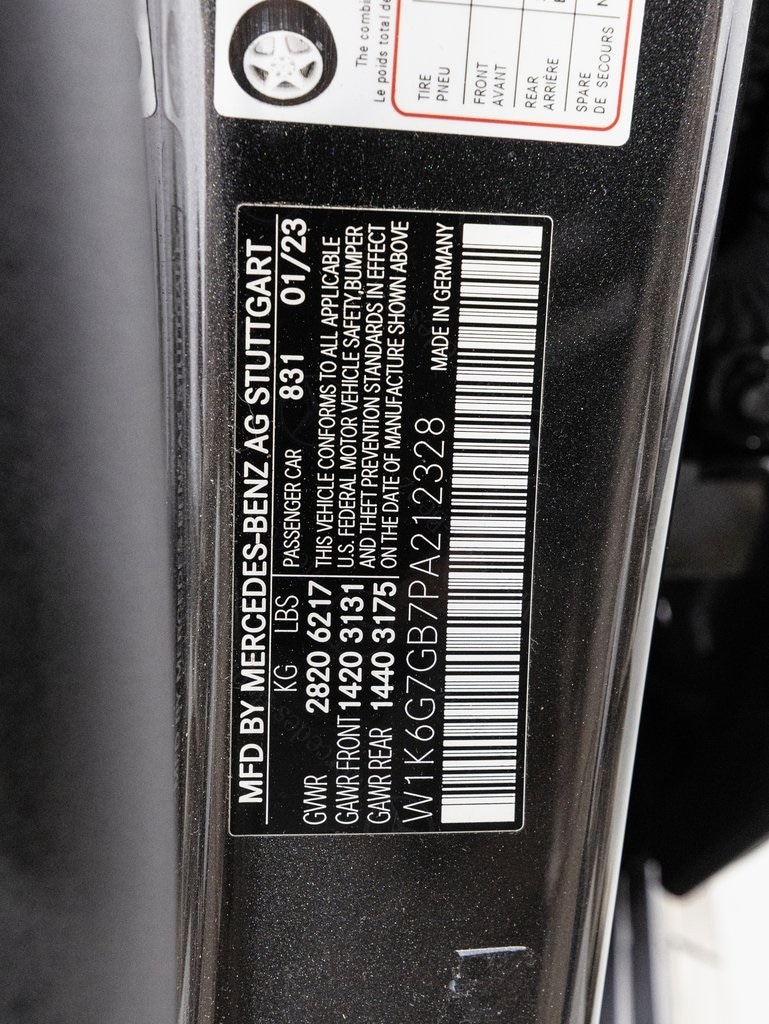 The combi
Le poids total de
TIRE
PNEU
FRONT
AVANT
REAR
ARRIÈRE
SPARE
DE SECOURS
MFD BY MERCEDES-BENZ AG STUTTGART
KG LBS
PASSENGER CAR 831 01/23
GVWR 2820 6217
GAWR FRONT 1420 3131
GAWR REAR 1440 3175
THIS VEHICLE CONFORMS TO ALL APPLICABLE
U.S. FEDERAL MOTOR VEHICLE SAFETY,BUMPER
AND THEFT PREVENTION STANDARDS IN EFFECT
ON THE DATE OF MANUFACTURE SHOWN ABOVE
W1K6G7GB7PA212328
MADE IN GERMANY